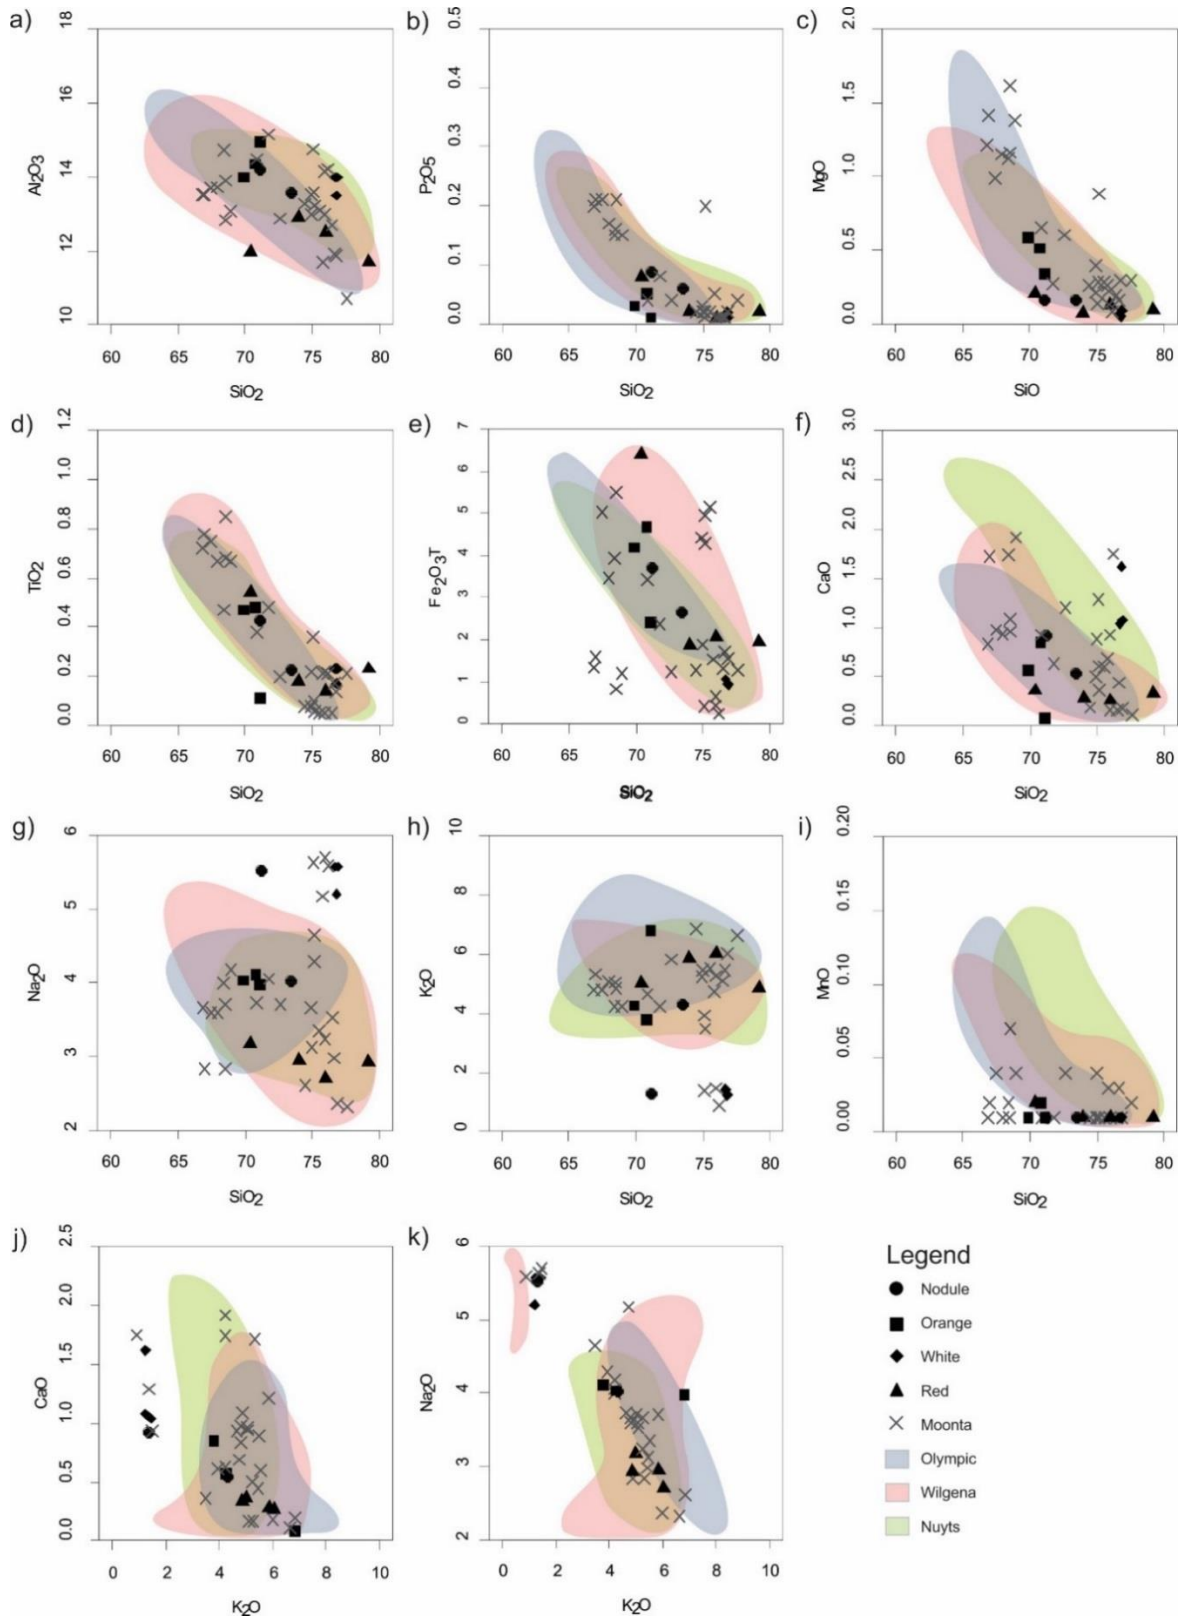 a)
18
16
14
12
10
Al2O3
60 65 70 75 80
SiO2
b)
0.5
0.4
0.3
0.2
0.1
0.0
P2O5
60 65 70 75 80
SiO2
c)
2.0
1.5
1.0
0.5
0.0
MgO
60 65 70 75 80
SiO
d)
1.2
1.0
0.8
0.6
0.4
0.2
0.0
TiO2
60 65 70 75 80
SiO2
e)
7
6
5
4
3
2
1
0
Fe2O3T
60 65 70 75 80
SiO2
f)
3.0
2.5
2.0
1.5
1.0
0.5
0.0
CaO
60 65 70 75 80
SiO2
g)
6
5
4
3
2
Na2O
60 65 70 75 80
SiO2
h)
10
8
6
4
2
0
K2O
60 65 70 75 80
SiO2
i)
0.20
0.15
0.10
0.05
0.00
MnO
60 65 70 75 80
SiO2
j)
2.5
2.0
1.5
1.0
0.5
0.0
CaO
0 2 4 6 8 10
K2O
k)
6
5
4
3
2
Na2O
0 2 4 6 8 10
K2O
Legend
Nodule
Orange
White
Red
Moonta
Olympic
Wilgena
Nuyts